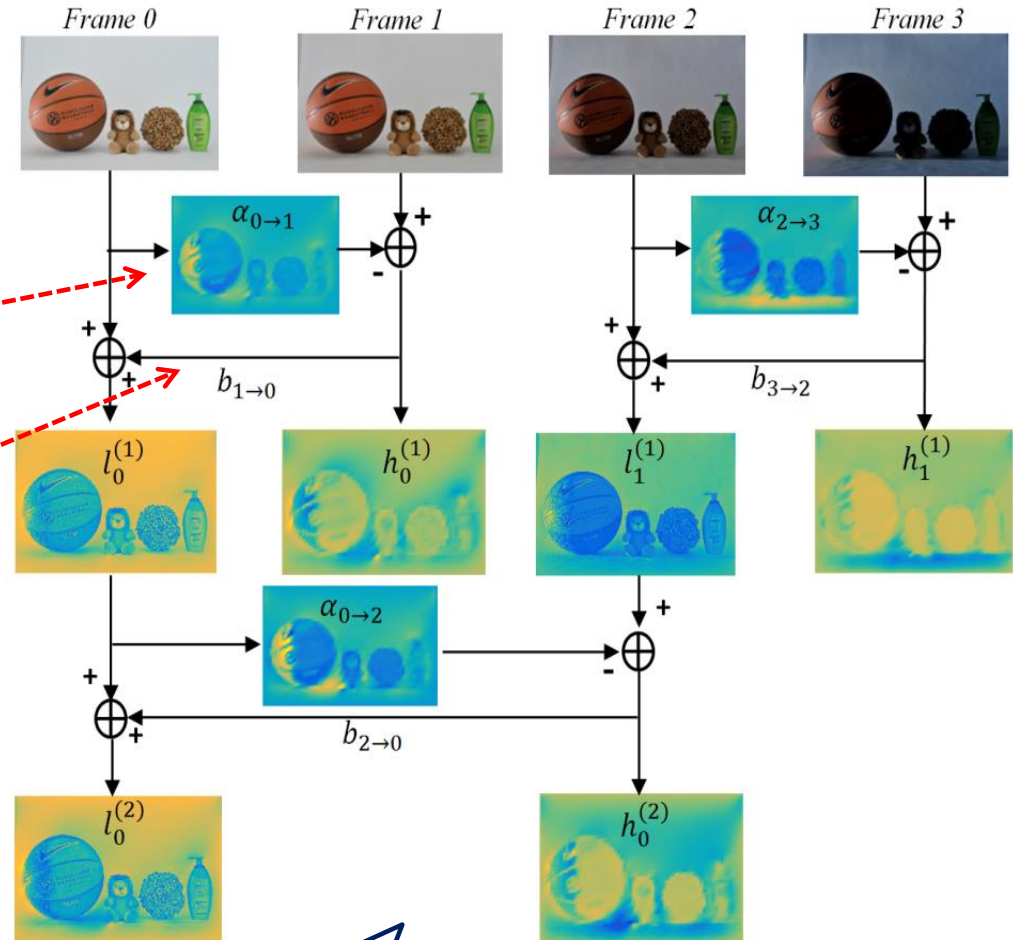 Frame 0
Frame 1
Frame 2
Frame 3
α₀→₁
α₂→₃
+
-
+
-
+
+
b₁→₀
+
+
b₃→₂
l₀⁽¹⁾
h₀⁽¹⁾
l₁⁽¹⁾
h₁⁽¹⁾
α₀→₂
+
-
+
+
b₂→₀
l₀⁽²⁾
h₀⁽²⁾